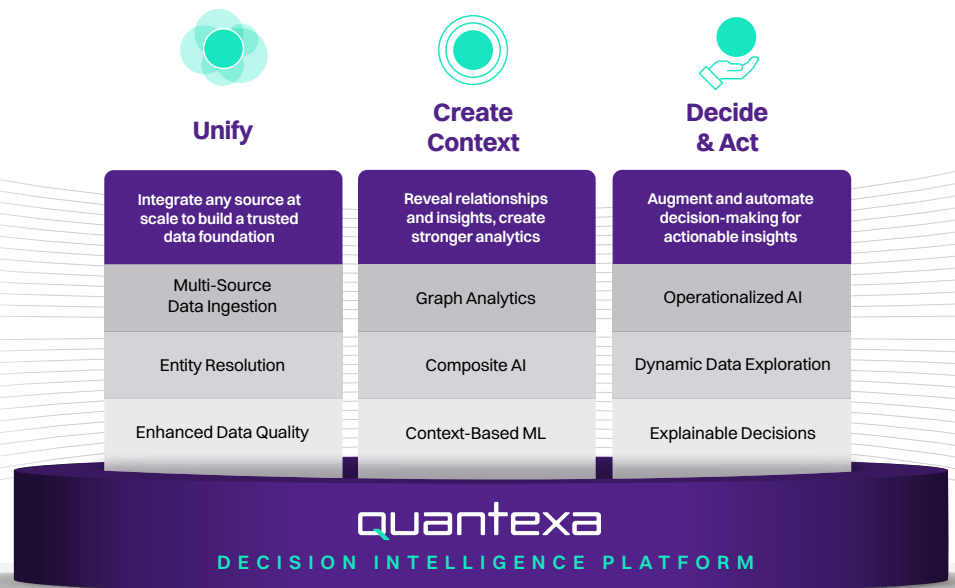 Unify
Integrate any source at
scale to build a trusted
data foundation
Multi-Source
Data Ingestion
Entity Resolution
Enhanced Data Quality
Create
Context
Reveal relationships
and insights, create
stronger analytics
Graph Analytics
Composite AI
Context-Based ML
Decide
& Act
Augment and automate
decision-making for
actionable insights
Operationalized AI
Dynamic Data Exploration
Explainable Decisions
quantexa
DECISION INTELLIGENCE PLATFORM